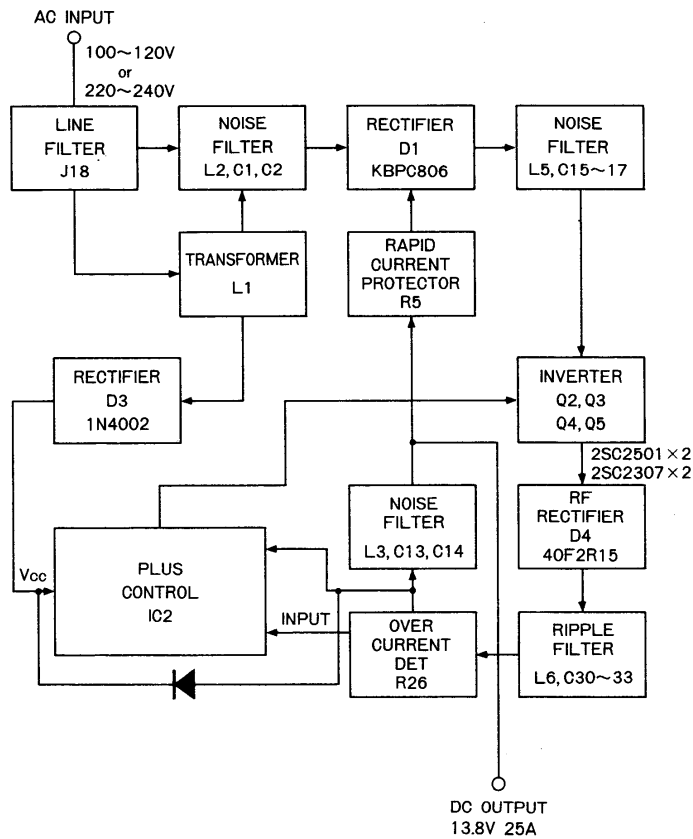 AC INPUT
100~120V
or
220~240V
LINE
FILTER
J18
NOISE
FILTER
L2, C1, C2
RECTIFIER
D1
KBPC806
NOISE
FILTER
L5, C15~17
TRANSFORMER
L1
RAPID
CURRENT
PROTECTOR
R5
RECTIFIER
D3
1N4002
INVERTER
Q2, Q3
Q4, Q5
2SC2501×2
2SC2307×2
NOISE
FILTER
L3, C13, C14
RF
RECTIFIER
D4
40F2R15
Vcc
PLUS
CONTROL
IC2
INPUT
OVER
CURRENT
DET
R26
RIPPLE
FILTER
L6, C30~33
DC OUTPUT
13.8V 25A